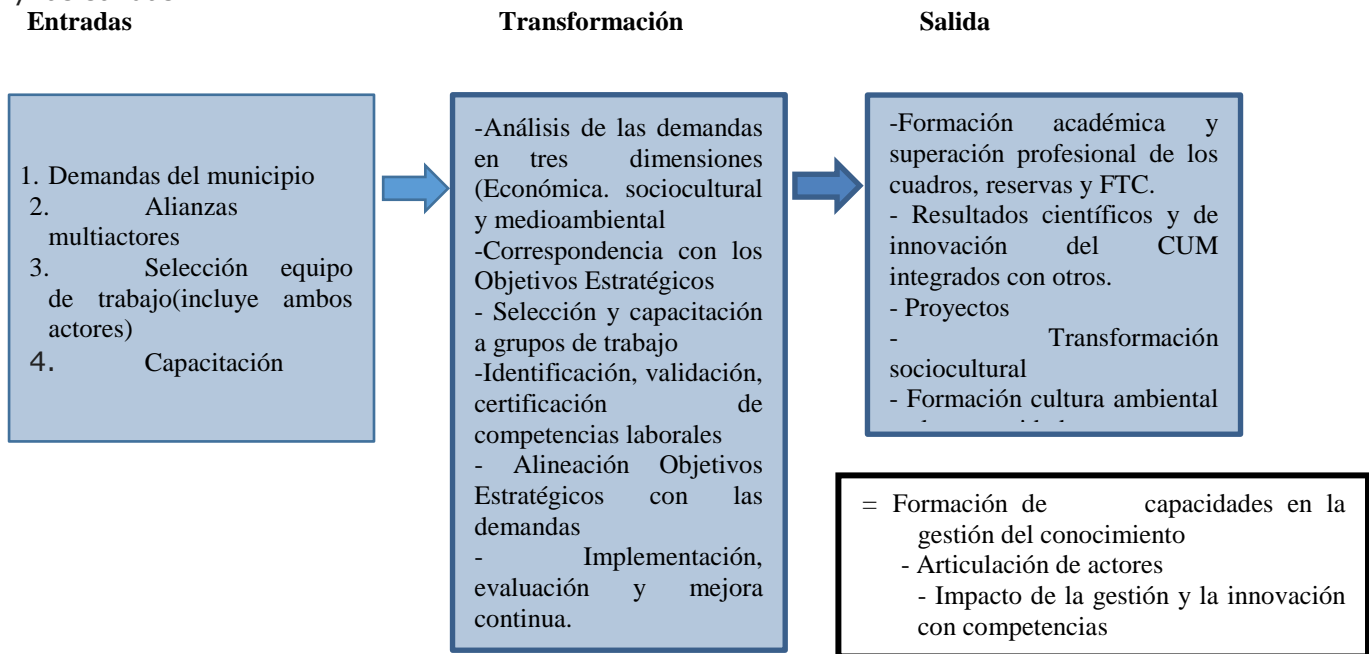 Entradas
Transformación
Salida
1. Demandas del municipio
2. Alianzas
multiactores
3. Selección equipo
de trabajo(incluye ambos
actores)
4. Capacitación
-Análisis de las demandas
en tres dimensiones
(Económica. sociocultural
y medioambiental
-Correspondencia con los
Objetivos Estratégicos
- Selección y capacitación
a grupos de trabajo
-Identificación, validación,
certificación de
competencias laborales
- Alineación Objetivos
Estratégicos con las
demandas
- Implementación,
evaluación y mejora
continua.
-Formación académica y
superación profesional de los
cuadros, reservas y FTC.
- Resultados científicos y de
innovación del CUM
integrados con otros.
- Proyectos
- Transformación
sociocultural
- Formación cultura ambiental
= Formación de capacidades en la
gestión del conocimiento
- Articulación de actores
- Impacto de la gestión y la innovación
con competencias